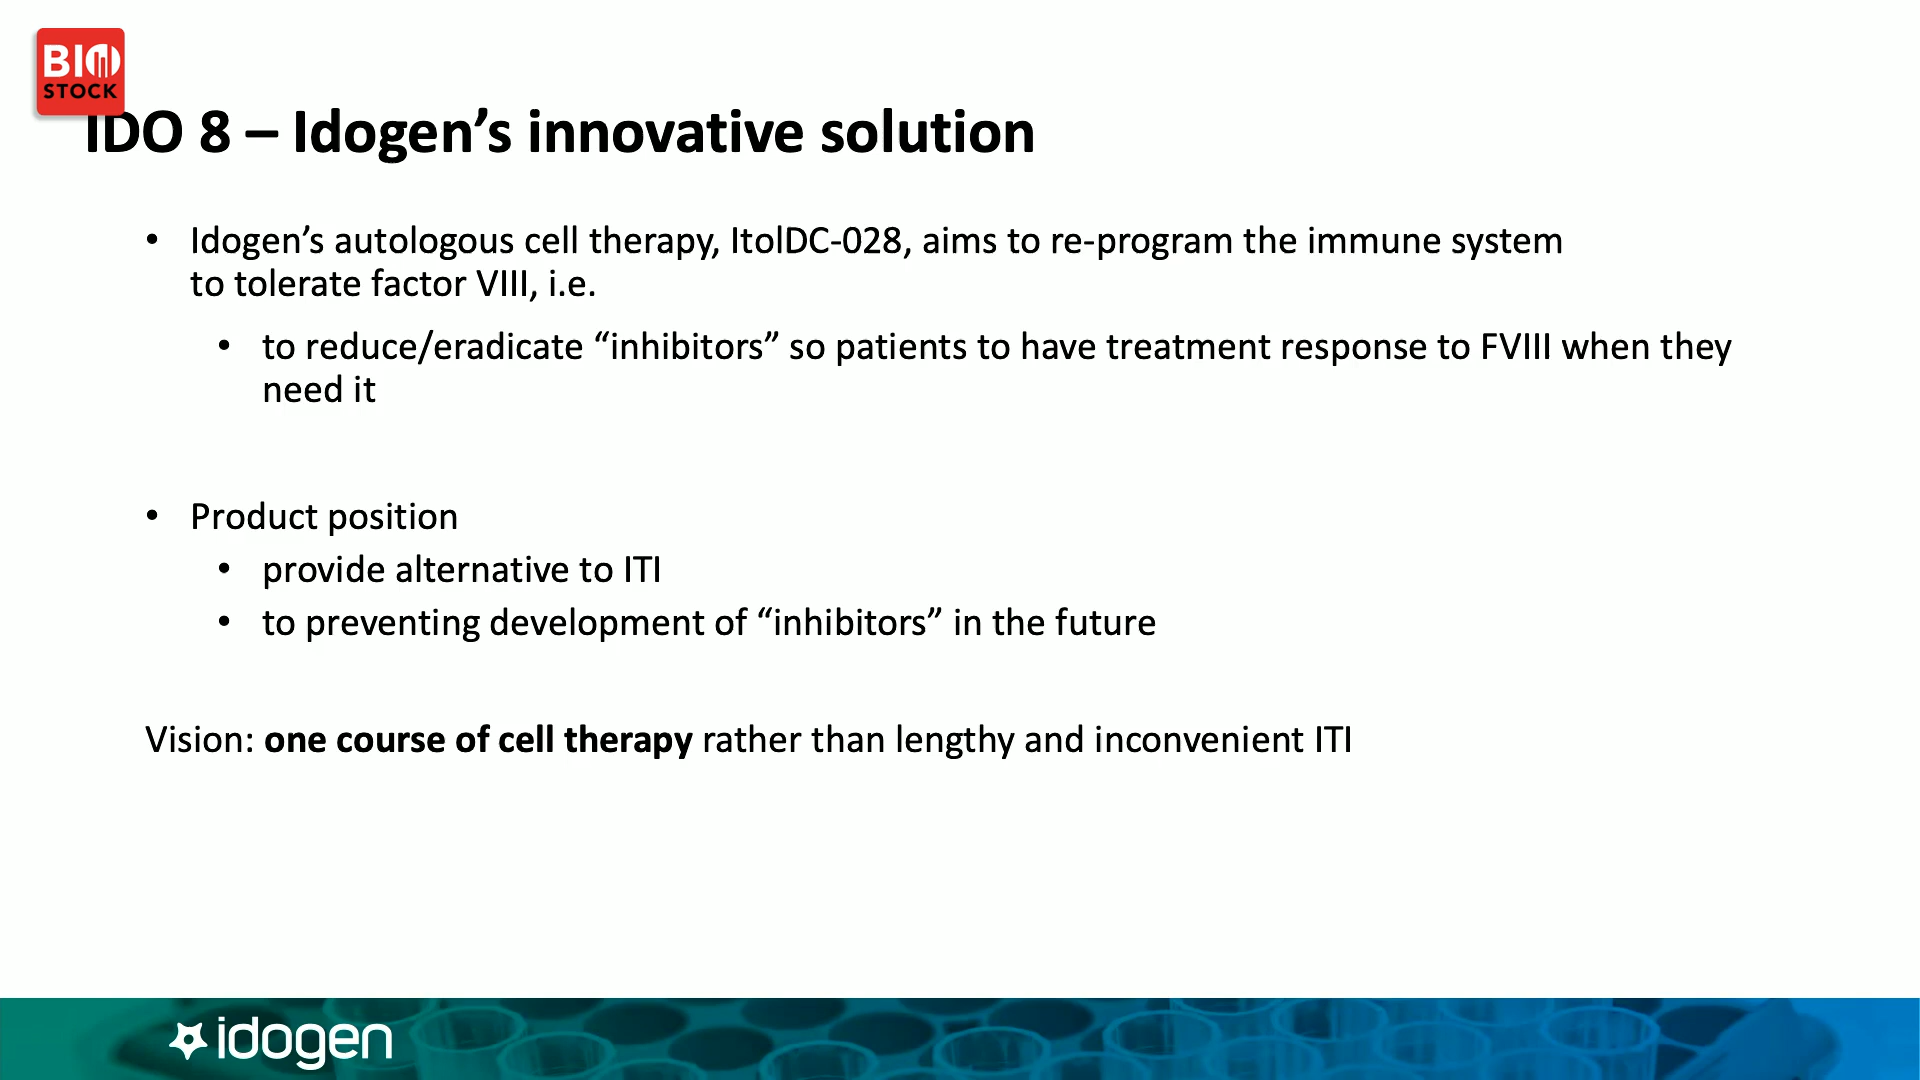 BIO
STOCK
IDO 8 – Idogen’s innovative solution
• Idogen’s autologous cell therapy, ItolDC-028, aims to re-program the immune system
to tolerate factor VIII, i.e.
• to reduce/eradicate “inhibitors” so patients to have treatment response to FVIII when they
need it
• Product position
• provide alternative to ITI
• to preventing development of “inhibitors” in the future
Vision: one course of cell therapy rather than lengthy and inconvenient ITI
idogen